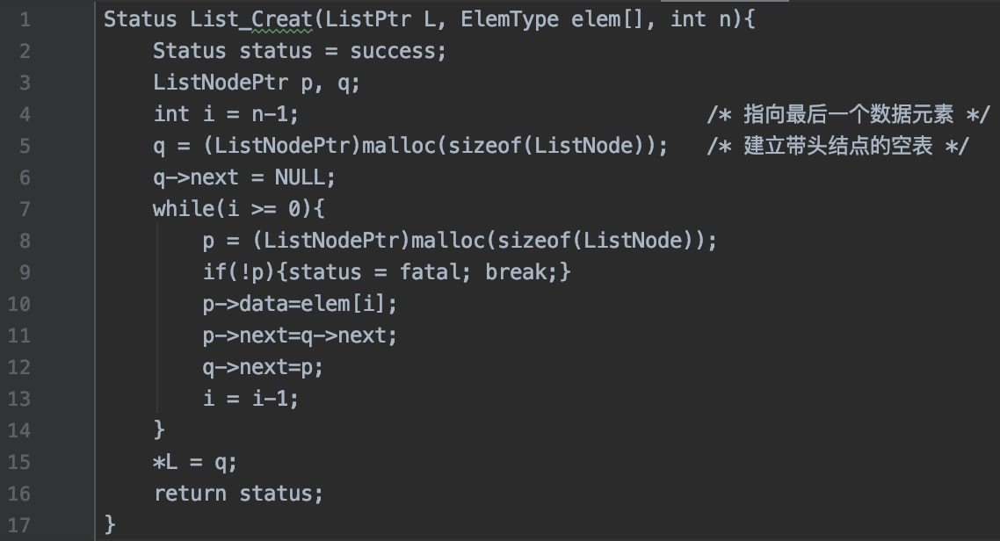 1 Status List_Creat(ListPtr L, ElemType elem[], int n){
2 Status status = success;
3 ListNodePtr p, q;
4 int i = n-1; /* 指向最后一个数据元素 */
5 q = (ListNodePtr)malloc(sizeof(ListNode)); /* 建立带头结点的空表 */
6 q->next = NULL;
7 while(i >= 0){
8 p = (ListNodePtr)malloc(sizeof(ListNode));
9 if(!p){status = fatal; break;}
10 p->data=elem[i];
11 p->next=q->next;
12 q->next=p;
13 i = i-1;
14 }
15 *L = q;
16 return status;
17 }